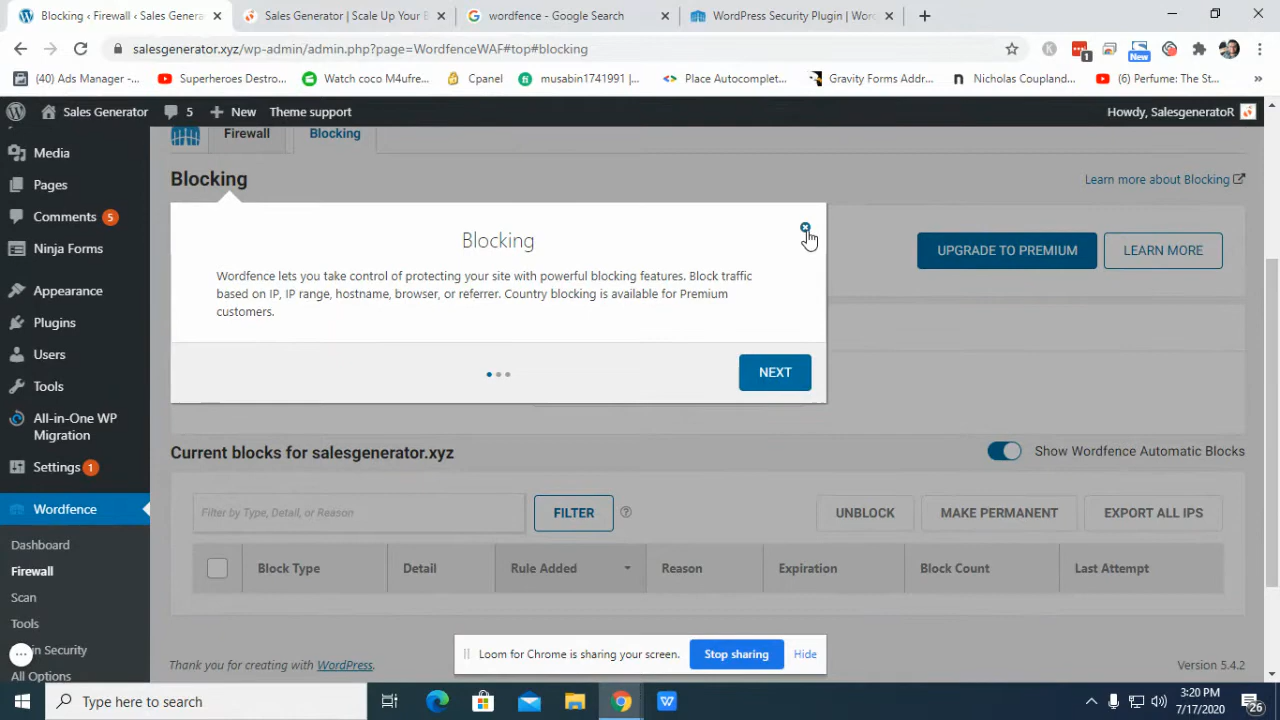 Blocking ‹ Firewall ‹ Sales Genera
Sales Generator | Scale Up Your B
wordfence - Google Search
WordPress Security Plugin | Wor
salesgenerator.xyz/wp-admin/admin.php?page=WordfenceWAF#top#blocking
1
New
(40) Ads Manager -...
Superheroes Destro...
Watch coco M4ufre...
Cpanel
musabin1741991 |...
Place Autocomplet...
Gravity Forms Addr...
Nicholas Coupland...
(6) Perfume: The St...
»
Sales Generator
5
New
Theme support
Howdy, SalesgeneratoR
Media
Pages
Comments 5
Ninja Forms
Appearance
Plugins
Users
Tools
All-in-One WP
Migration
Settings 1
Wordfence
Dashboard
Firewall
Scan
Tools
in Security
All Options
Firewall
Blocking
Blocking
Learn more about Blocking
Blocking
Wordfence lets you take control of protecting your site with powerful blocking features. Block traffic
based on IP, IP range, hostname, browser, or referrer. Country blocking is available for Premium
customers.
NEXT
UPGRADE TO PREMIUM
LEARN MORE
Current blocks for salesgenerator.xyz
Show Wordfence Automatic Blocks
Filter by Type, Detail, or Reason
FILTER
UNBLOCK
MAKE PERMANENT
EXPORT ALL IPS
Block Type
Detail
Rule Added
Reason
Expiration
Block Count
Last Attempt
Loom for Chrome is sharing your screen.
Stop sharing
Hide
Thank you for creating with WordPress.
Version 5.4.2
Type here to search
3:20 PM
7/17/2020
26